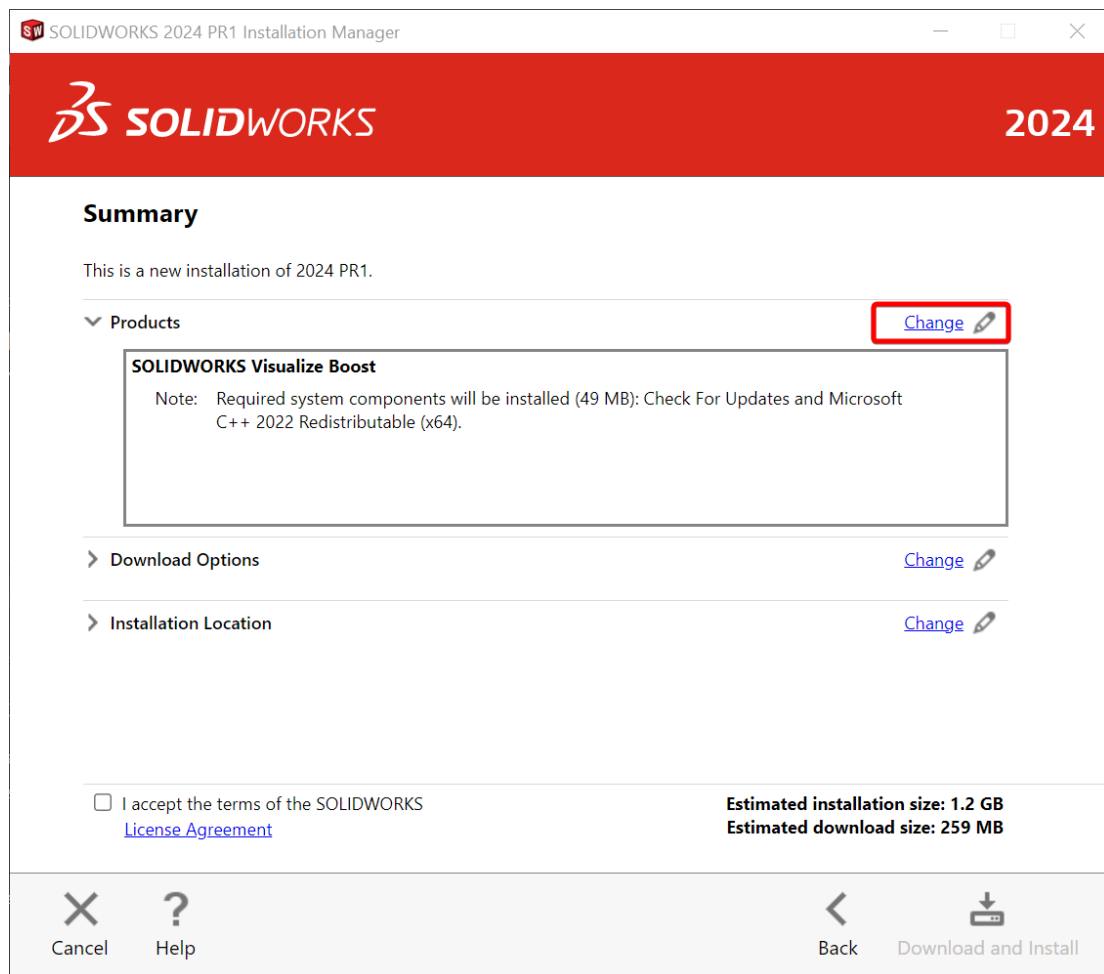 SW SOLIDWORKS 2024 PR1 Installation Manager
3DS SOLIDWORKS 2024
Summary
This is a new installation of 2024 PR1.
Products Change
SOLIDWORKS Visualize Boost
Note: Required system components will be installed (49 MB): Check For Updates and Microsoft
C++ 2022 Redistributable (x64).
Download Options Change
Installation Location Change
I accept the terms of the SOLIDWORKS
License Agreement
Estimated installation size: 1.2 GB
Estimated download size: 259 MB
Cancel Help Back Download and Install